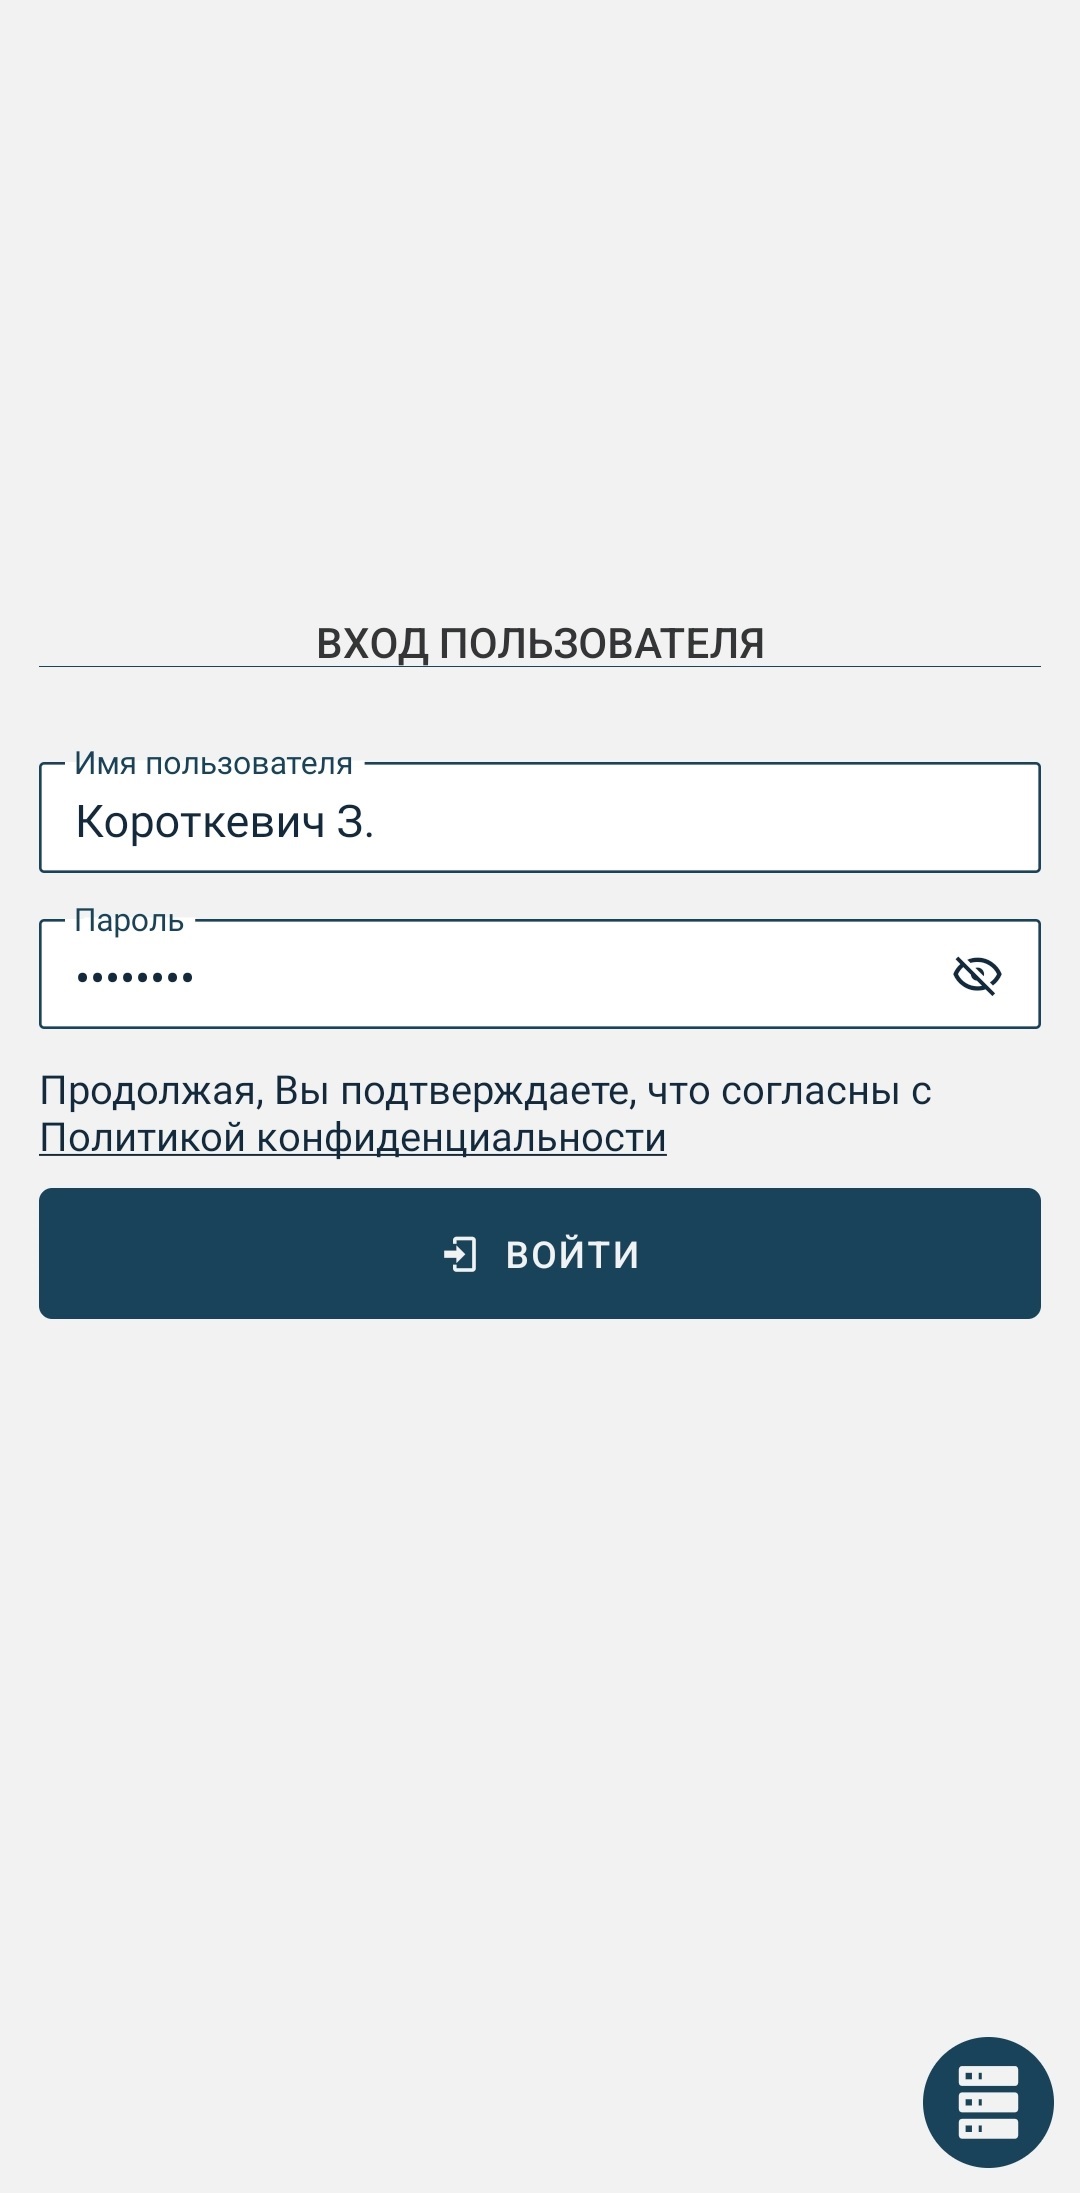 ВХОД ПОЛЬЗОВАТЕЛЯ
Имя пользователя
Короткевич З.
Пароль
••••••••
Продолжая, Вы подтверждаете, что согласны с
Политикой конфиденциальности
ВОЙТИ